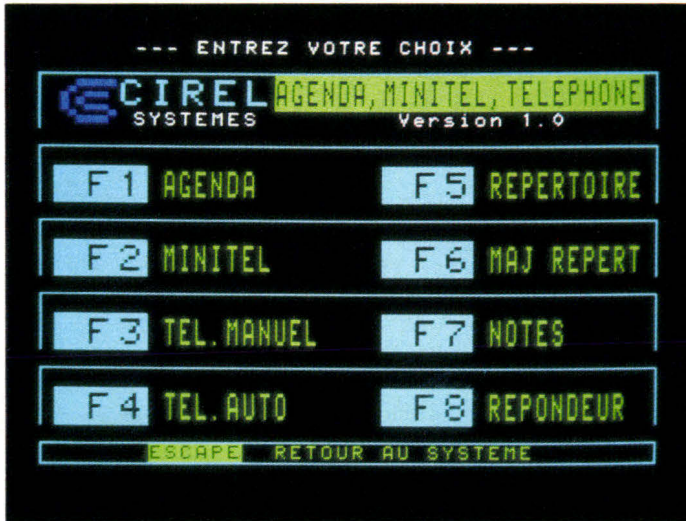 --- ENTREZ VOTRE CHOIX ---
CIREL AGENDA, MINITEL, TELEPHONE
SYSTEMES Version 1.0
F1 AGENDA F5 REPERTOIRE
F2 MINITEL F6 MAJ REPERT
F3 TEL. MANUEL F7 NOTES
F4 TEL. AUTO F8 REPONDEUR
ESCAPE RETOUR AU SYSTEME